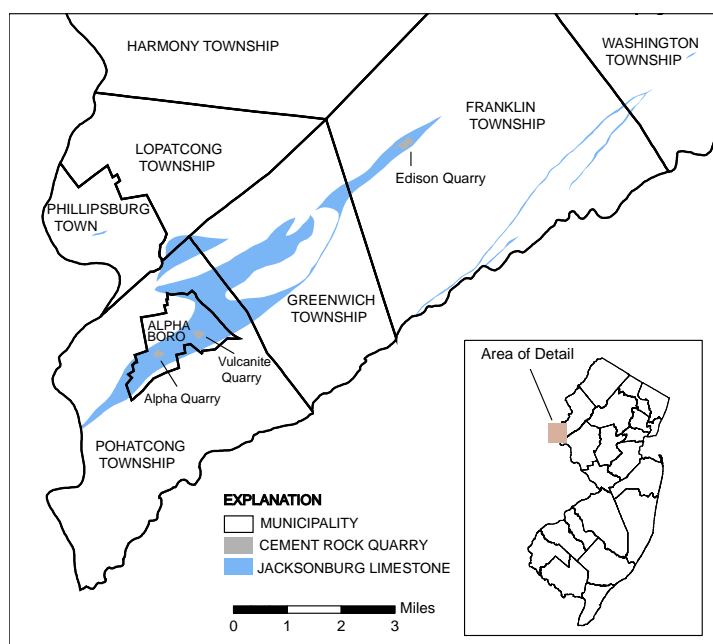 HARMONY TOWNSHIP
WASHINGTON
TOWNSHIP
FRANKLIN
TOWNSHIP
LOPATCONG
TOWNSHIP
Edison Quarry
PHILLIPSBURG
TOWN
GREENWICH
TOWNSHIP
ALPHA
BORO
Vulcanite
Quarry
Alpha Quarry
POHATCONG
TOWNSHIP
Area of Detail
EXPLANATION
MUNICIPALITY
CEMENT ROCK QUARRY
JACKSONBURG LIMESTONE
Miles
0 1 2 3